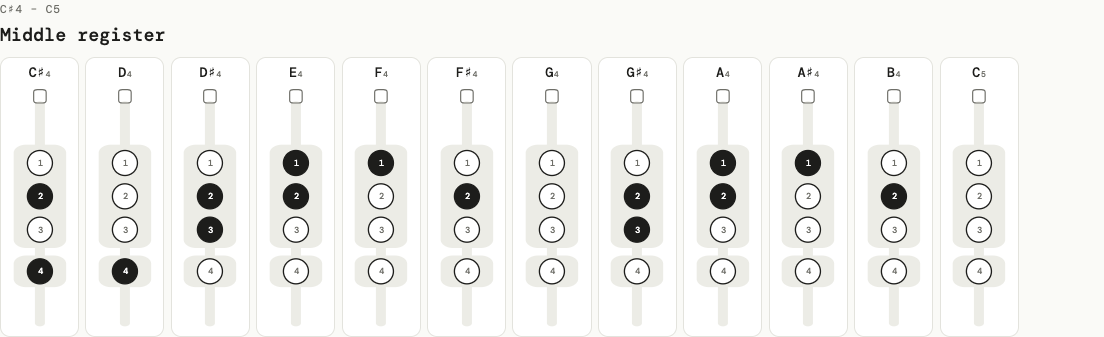 C♯4 – C5
Middle register
C♯4 D4 D♯4 E4 F4 F♯4 G4 G♯4 A4 A♯4 B4 C5
1 1 1 1 1 1 1 1 1 1 1 1
2 2 2 2 2 2 2 2 2 2 2 2
3 3 3 3 3 3 3 3 3 3 3 3
4 4 4 4 4 4 4 4 4 4 4 4